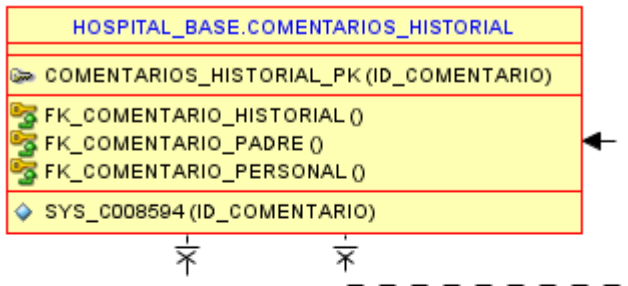 HOSPITAL_BASE.COMENTARIOS_HISTORIAL
COMENTARIOS_HISTORIAL_PK (ID_COMENTARIO)
FK_COMENTARIO_HISTORIAL ()
FK_COMENTARIO_PADRE ()
FK_COMENTARIO_PERSONAL ()
SYS_C008594 (ID_COMENTARIO)